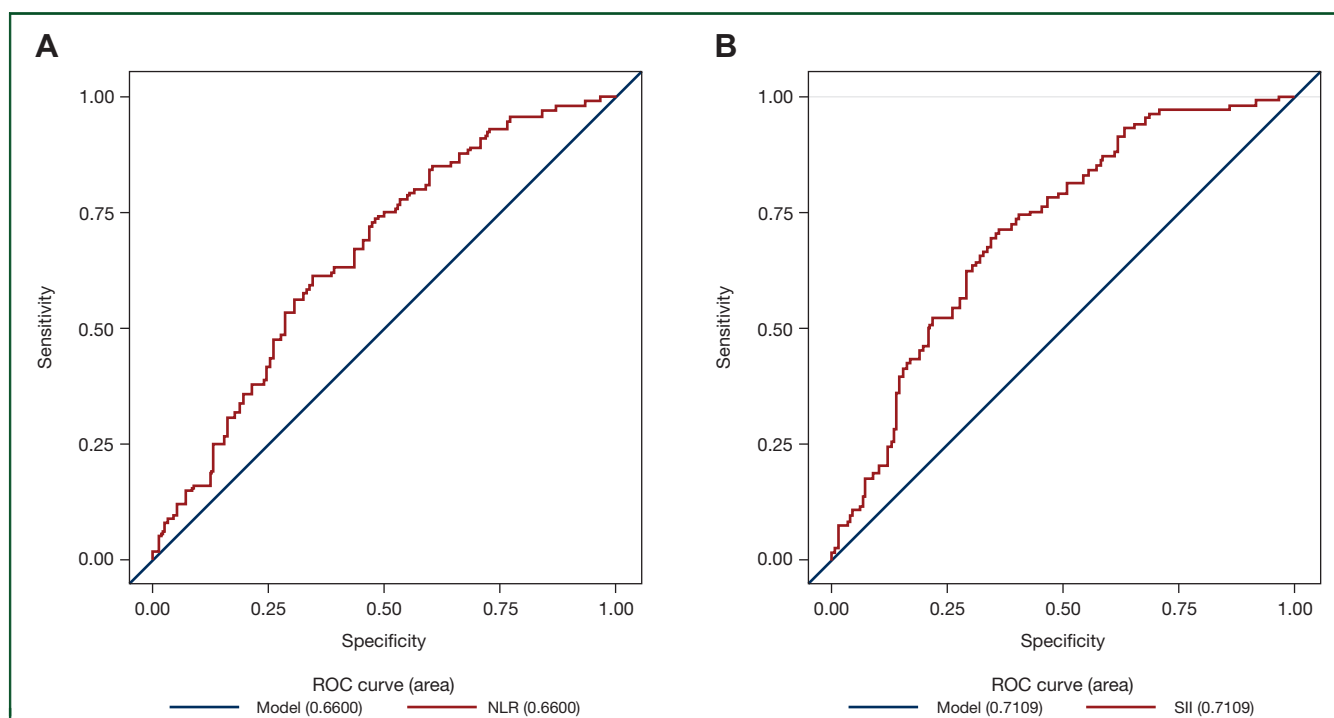 A
1.00
0.75
0.50
0.25
0.00
Sensitivity
0.00 0.25 0.50 0.75 1.00
Specificity
ROC curve (area)
Model (0.6600) NLR (0.6600)
B
1.00
0.75
0.50
0.25
0.00
Sensitivity
0.00 0.25 0.50 0.75 1.00
Specificity
ROC curve (area)
Model (0.7109) SII (0.7109)